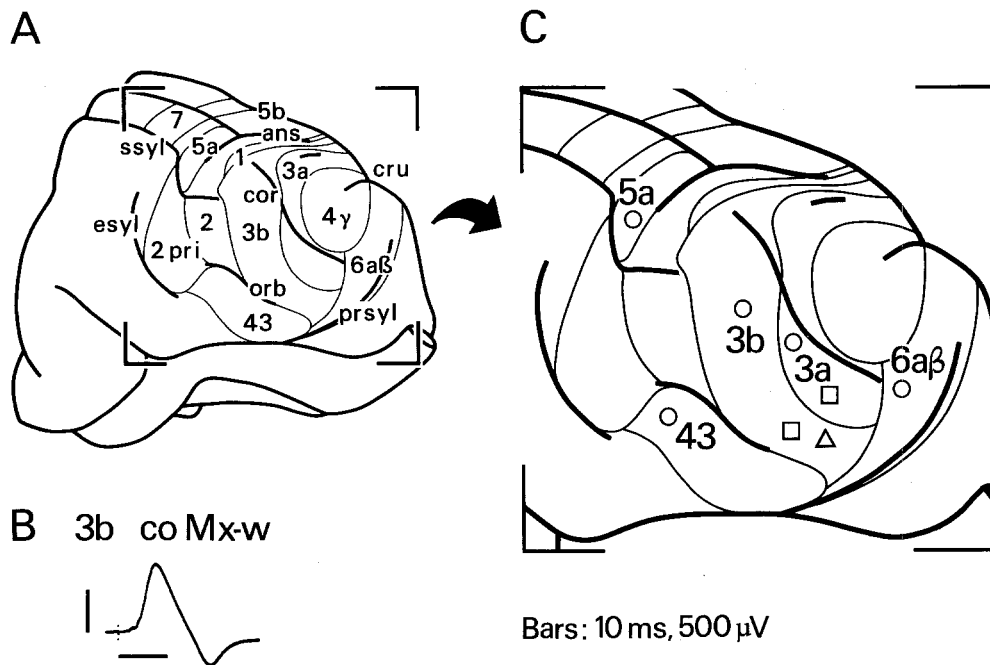 A
7
5b
ssyl
5a
ans
1
3a
cru
cor
4γ
esyl
2
3b
2 pri
6aß
orb
43
prsyl
B 3b co Mx-w
C
5a
3b
3a
6aβ
43
Bars: 10 ms, 500 μV